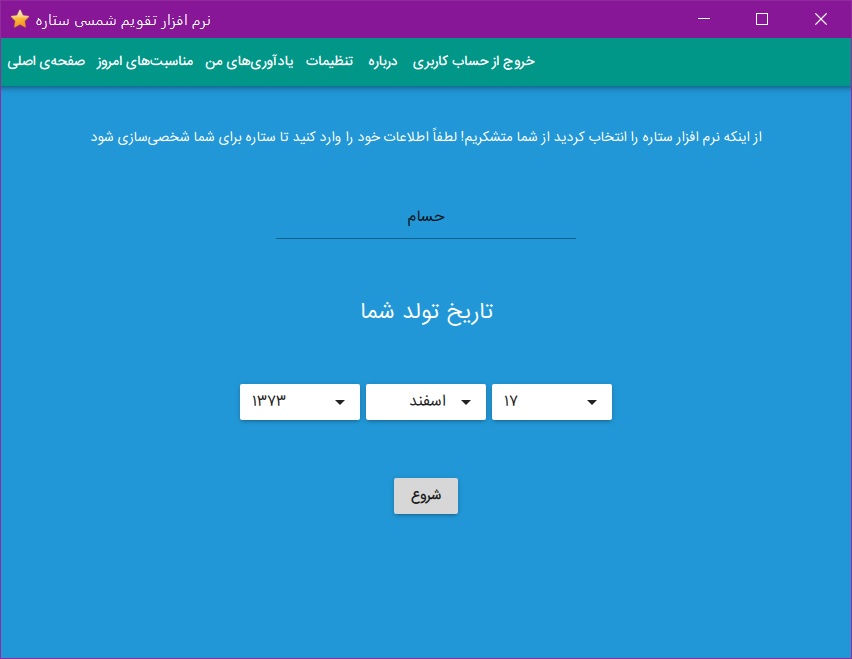 نرم افزار تقویم شمسی ستاره
صفحه‌ی اصلی مناسبت‌های امروز یادآوری‌های من تنظیمات درباره خروج از حساب کاربری
از اینکه نرم افزار ستاره را انتخاب کردید از شما متشکریم! لطفاً اطلاعات خود را وارد کنید تا ستاره برای شما شخصی‌سازی شود
حسام
تاریخ تولد شما
۱۷ اسفند ۱۳۷۳
شروع